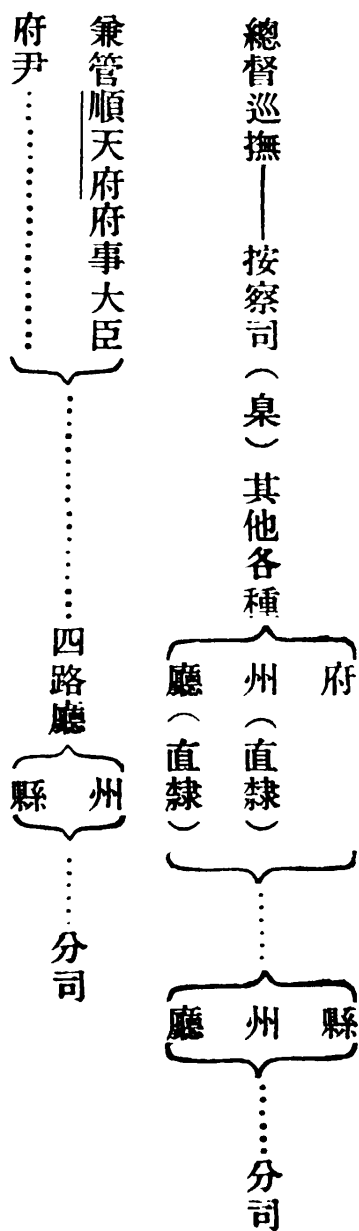 府
總督巡撫——按察司（臬）其他各種 州（直隸）
廳（直隸）
縣
州 分司
廳
兼管順天府府事大臣
府尹…………………
四路廳
州
縣
分司